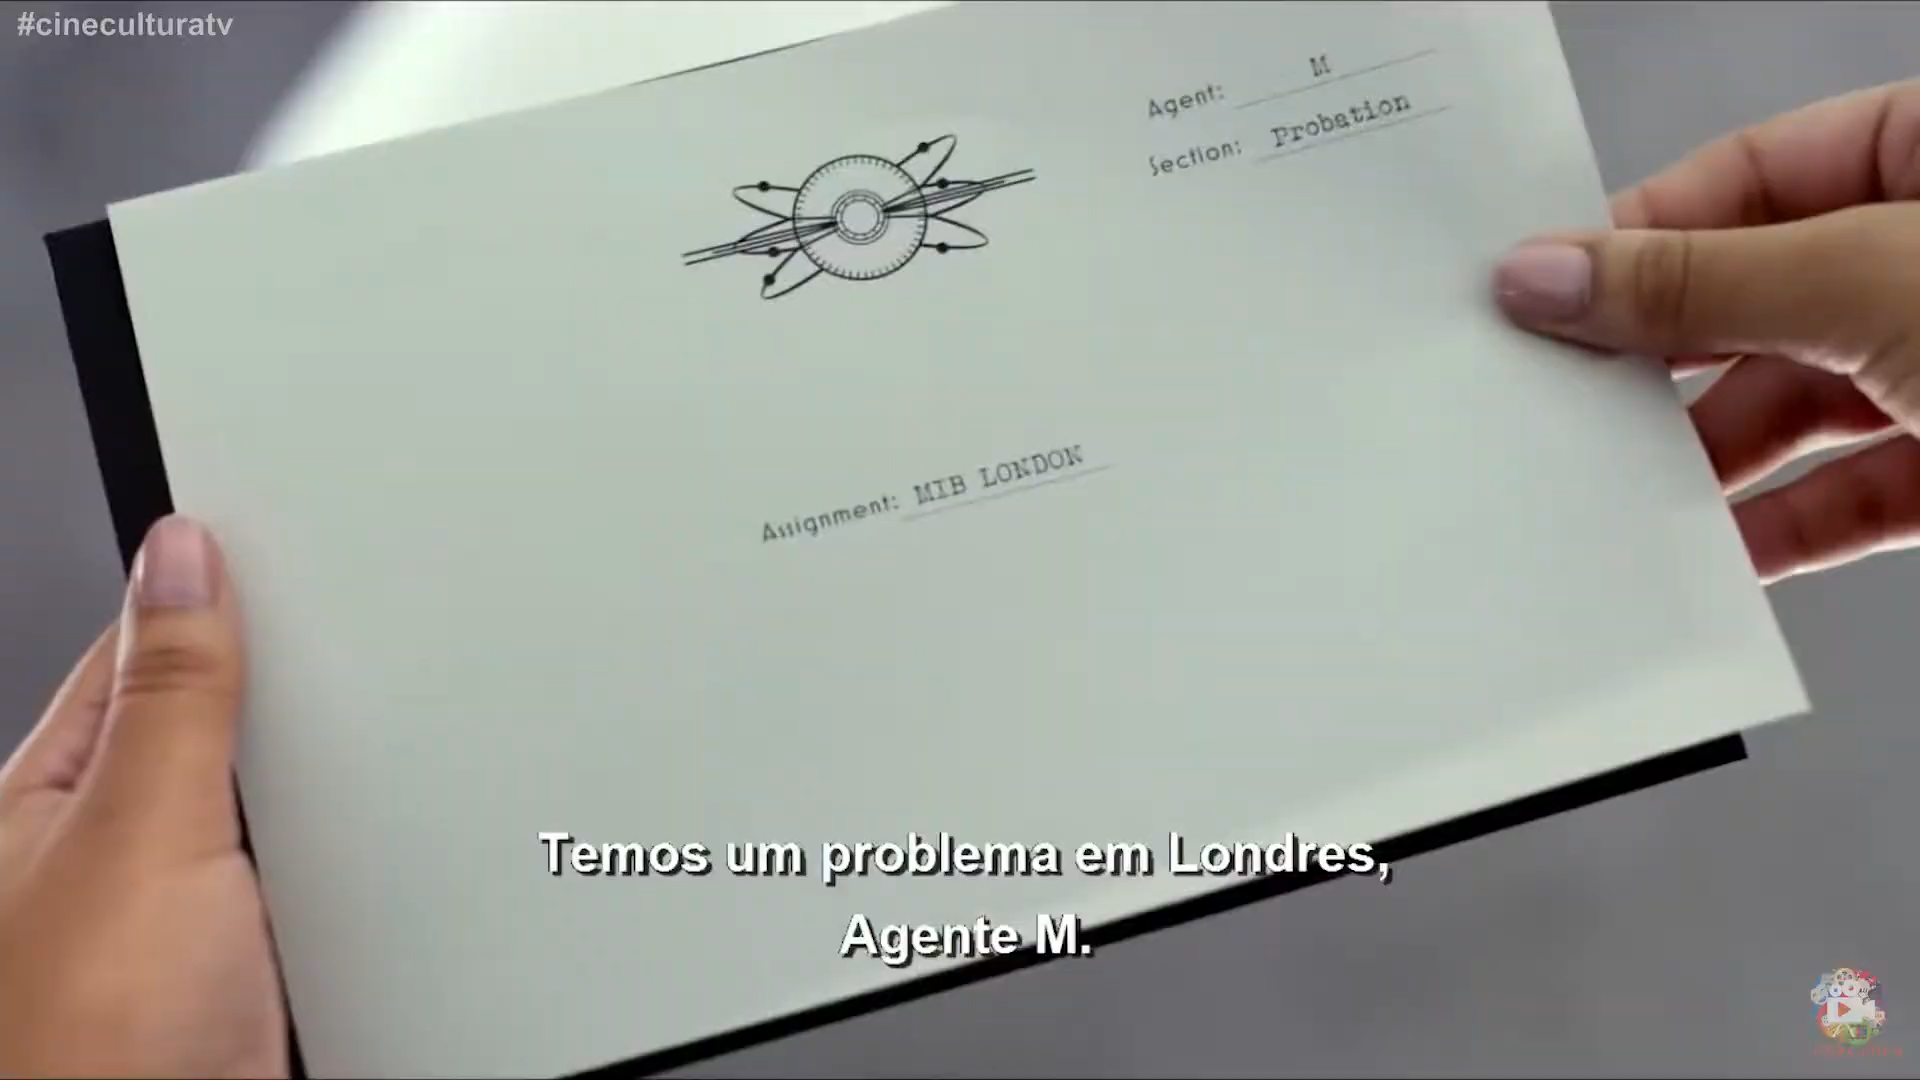 #cineculturatv
Agent: M
Section: Probation
Assignment: MIB LONDON
Temos um problema em Londres,
Agente M.